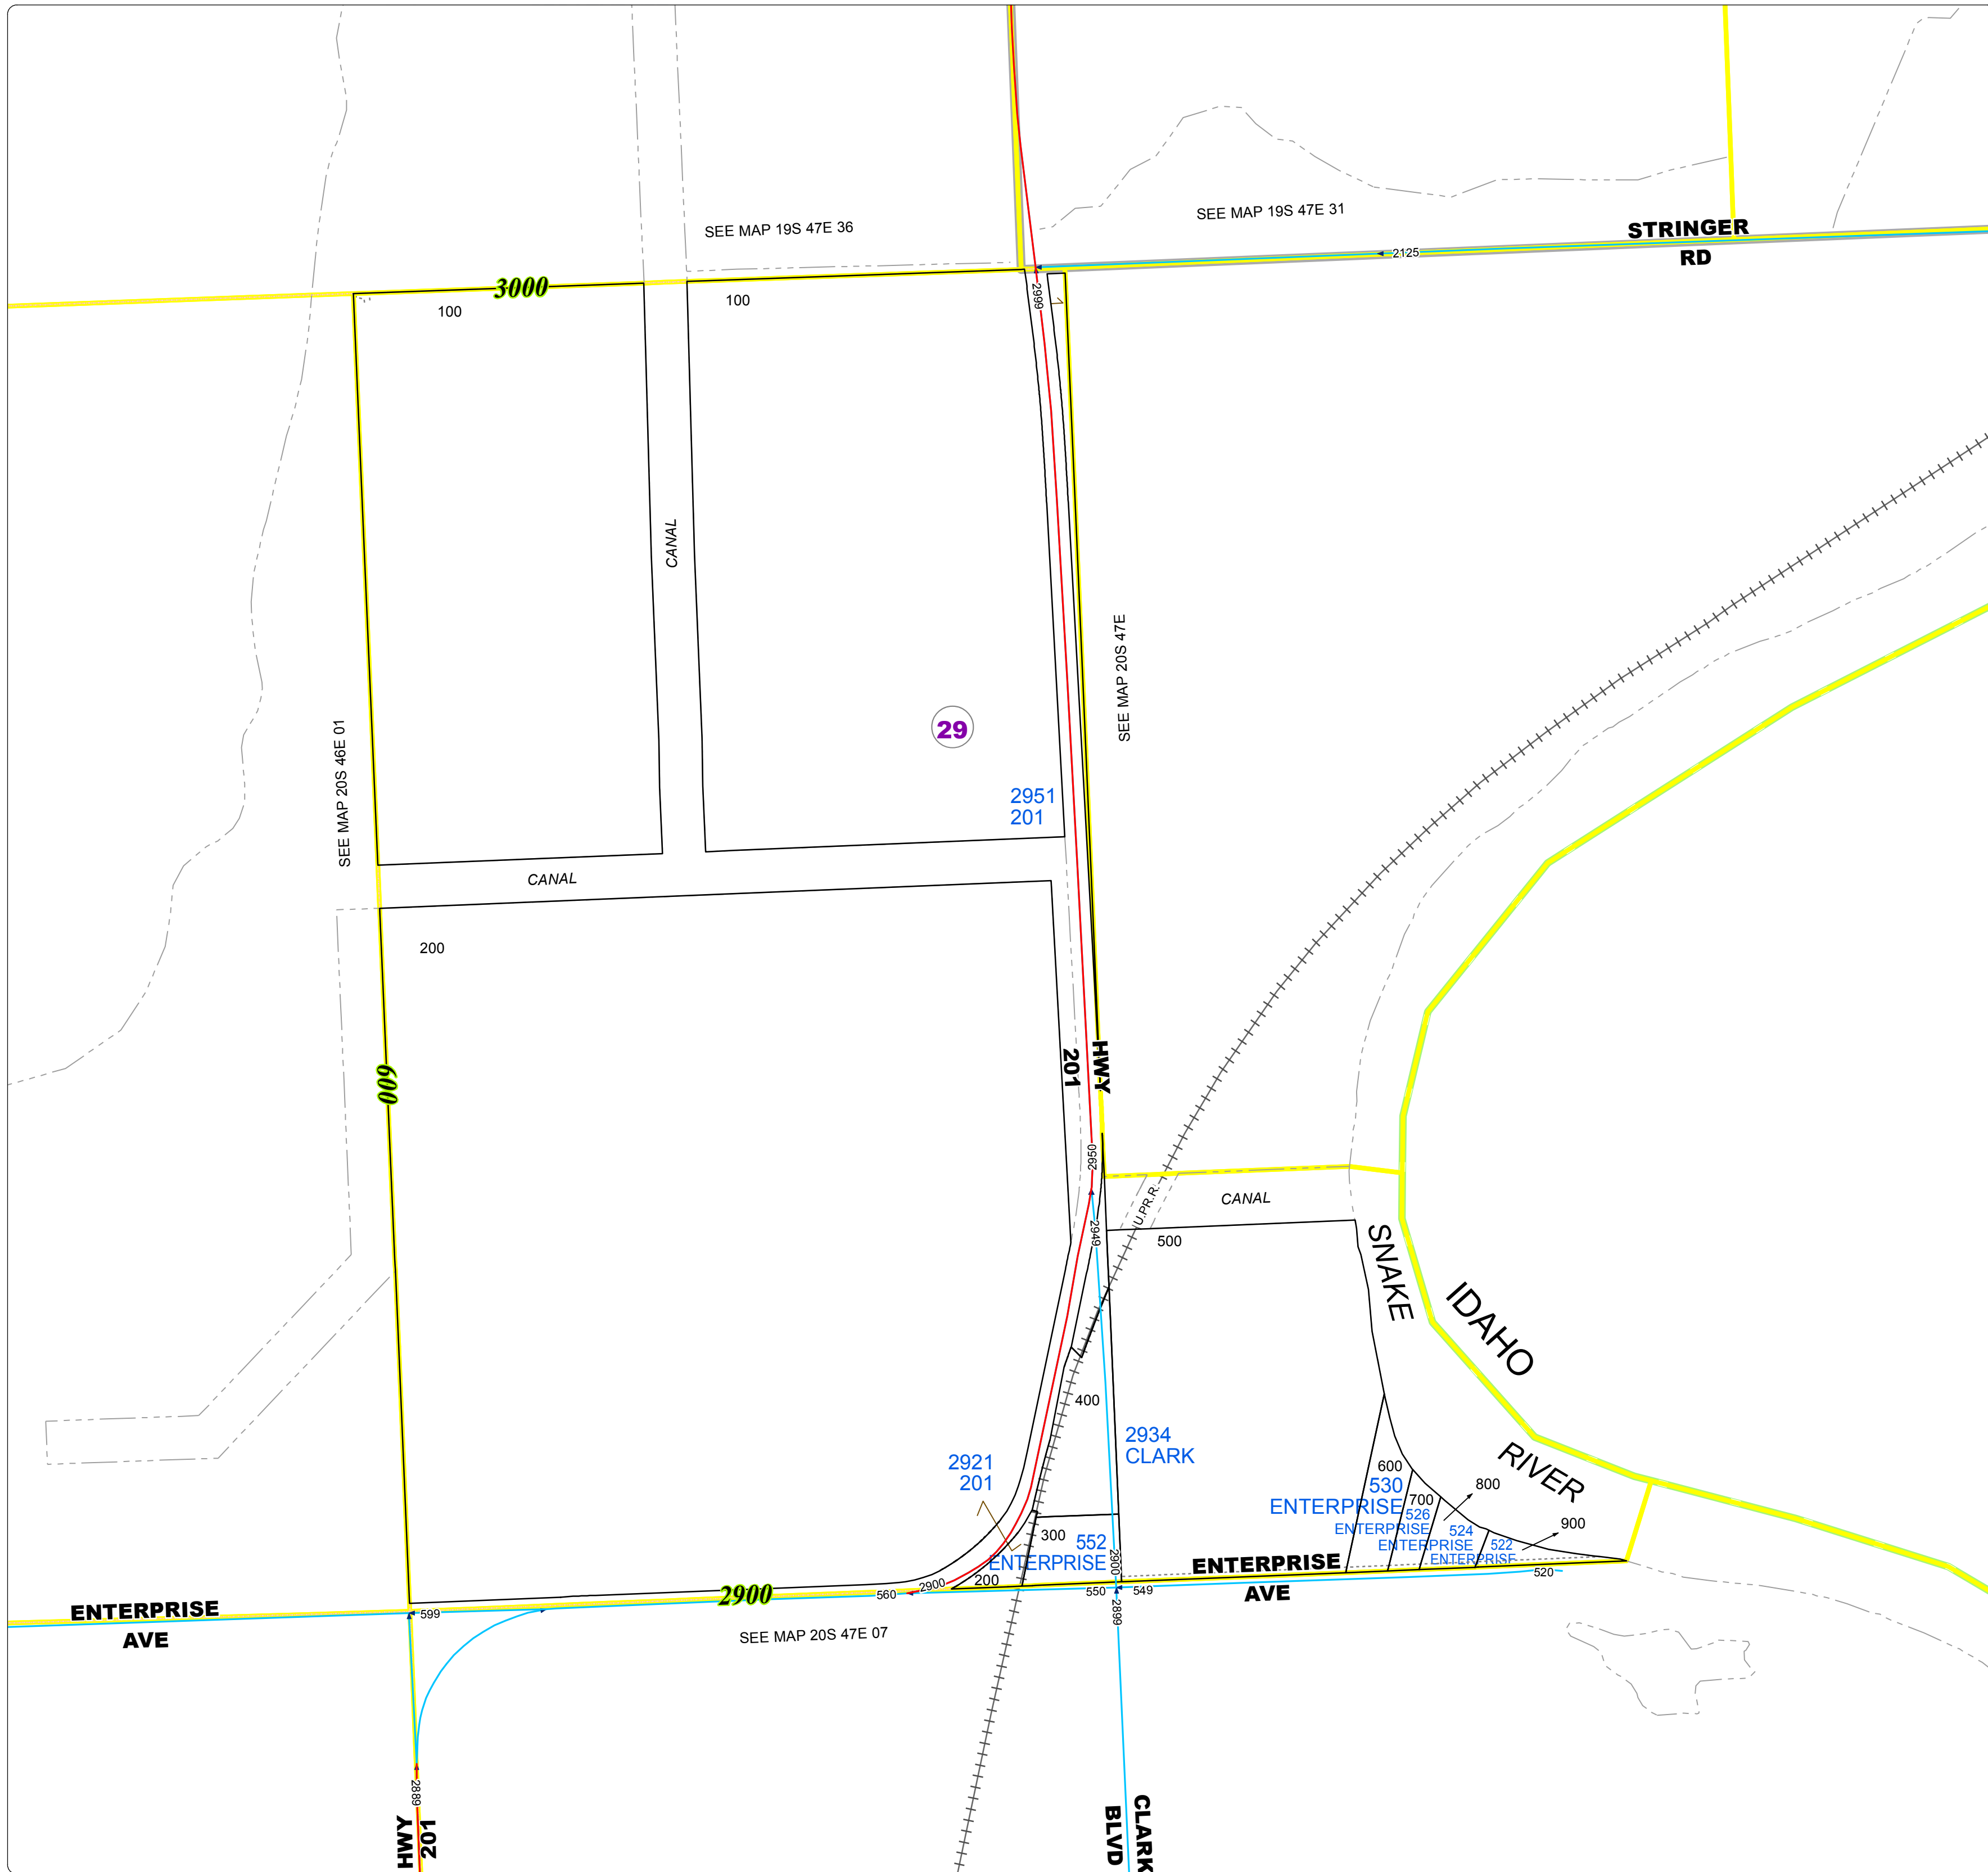 SEE MAP 19S 47E 36
SEE MAP 19S 47E 31
STRINGER
RD
2125
3000
100
100
2999
CANAL
SEE MAP 20S 47E
SEE MAP 20S 46E 01
29
2951
201
CANAL
200
600
HWY
201
2950
2949
U.PR.R.
CANAL
500
SNAKE
IDAHO
RIVER
400
2934
CLARK
2921
201
600
530
ENTERPRISE
700
526
ENTERPRISE
800
524
ENTERPRISE
900
522
ENTERPRISE
300
552
ENTERPRISE
2900
ENTERPRISE
AVE
200
2900
560
550
549
520
2900
599
ENTERPRISE
AVE
2899
SEE MAP 20S 47E 07
2889
HWY
201
CLARK
BLVD